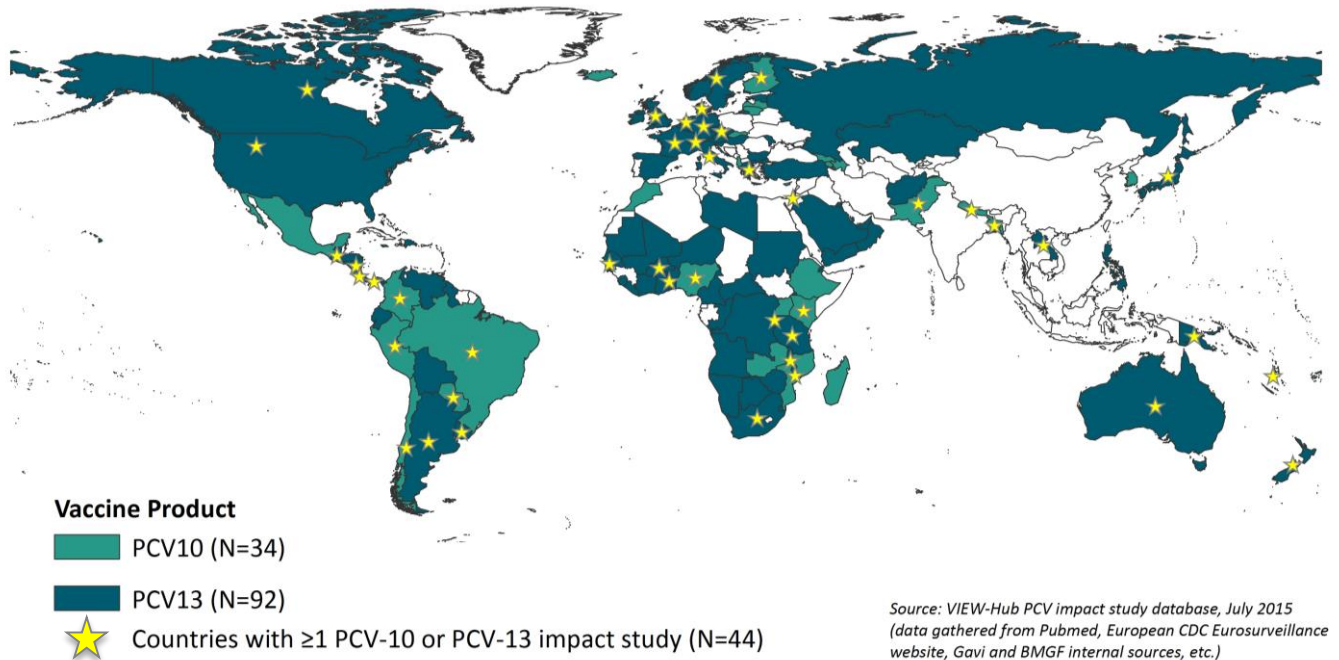 Vaccine Product
PCV10 (N=34)
PCV13 (N=92)
Countries with ≥1 PCV-10 or PCV-13 impact study (N=44)
Source: VIEW-Hub PCV impact study database, July 2015
(data gathered from Pubmed, European CDC Eurosurveillance
website, Gavi and BMGF internal sources, etc.)